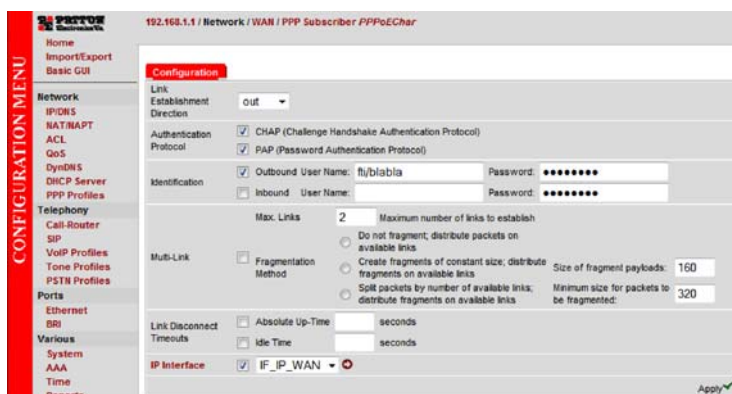 PATTON
Electronics Co.
192.168.1.1 / Network / WAN / PPP Subscriber PPPoEChar
CONFIGURATION MENU
Home
Import/Export
Basic GUI
Network
IP/DNS
NAT/NAPT
ACL
QoS
DynDNS
DHCP Server
PPP Profiles
Telephony
Call-Router
SIP
VoIP Profiles
Tone Profiles
PSTN Profiles
Ports
Ethernet
BRI
Various
System
AAA
Time
Configuration
Link Establishment Direction
out
Authentication Protocol
CHAP (Challenge Handshake Authentication Protocol)
PAP (Password Authentication Protocol)
Identification
Outbound User Name: fti/blabla Password: ●●●●●●●●
Inbound User Name: Password: ●●●●●●●●
Multi-Link
Max. Links 2 Maximum number of links to establish
Fragmentation Method
Do not fragment; distribute packets on available links
Create fragments of constant size; distribute fragments on available links
Size of fragment payloads: 160
Split packets by number of available links; distribute fragments on available links
Minimum size for packets to be fragmented: 320
Link Disconnect Timeouts
Absolute Up-Time seconds
Idle Time seconds
IP Interface
IF_IP_WAN
Apply